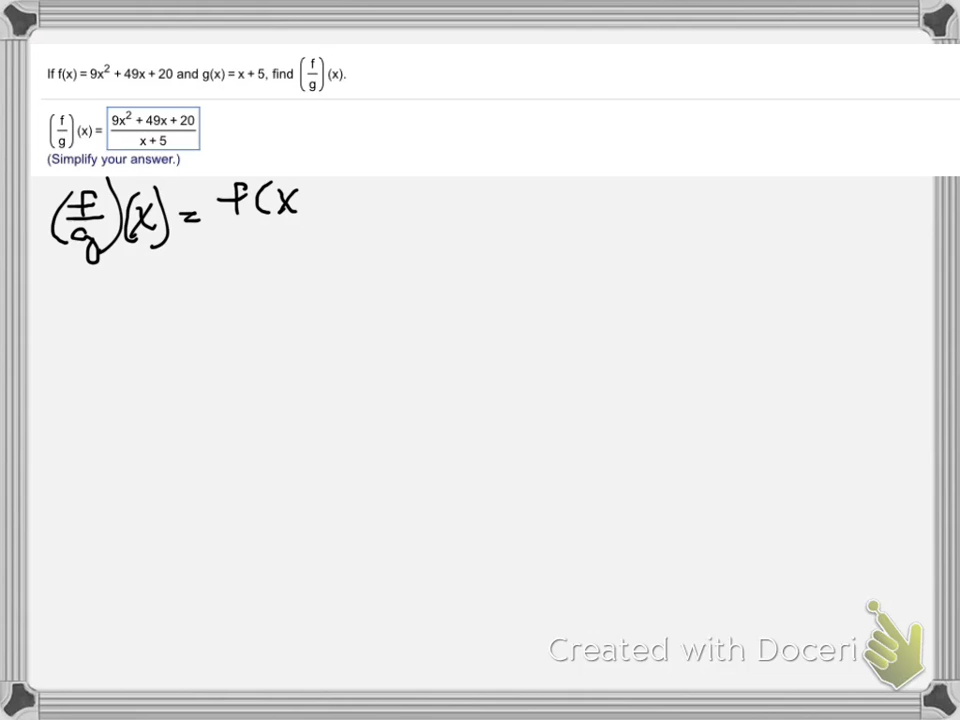 If f(x) = 9x² + 49x + 20 and g(x) = x + 5, find (f/g)(x).
(f/g)(x) = (9x² + 49x + 20)/(x + 5)
(Simplify your answer.)
(f/g)(x) = f(x
Created with Doceri